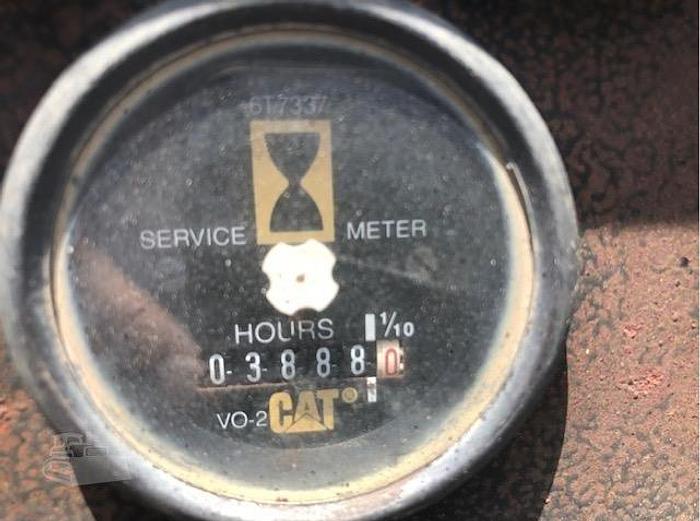 6T7337
SERVICE METER
HOURS 1/10
0 3 8 8 8 0
VO-2 CAT®